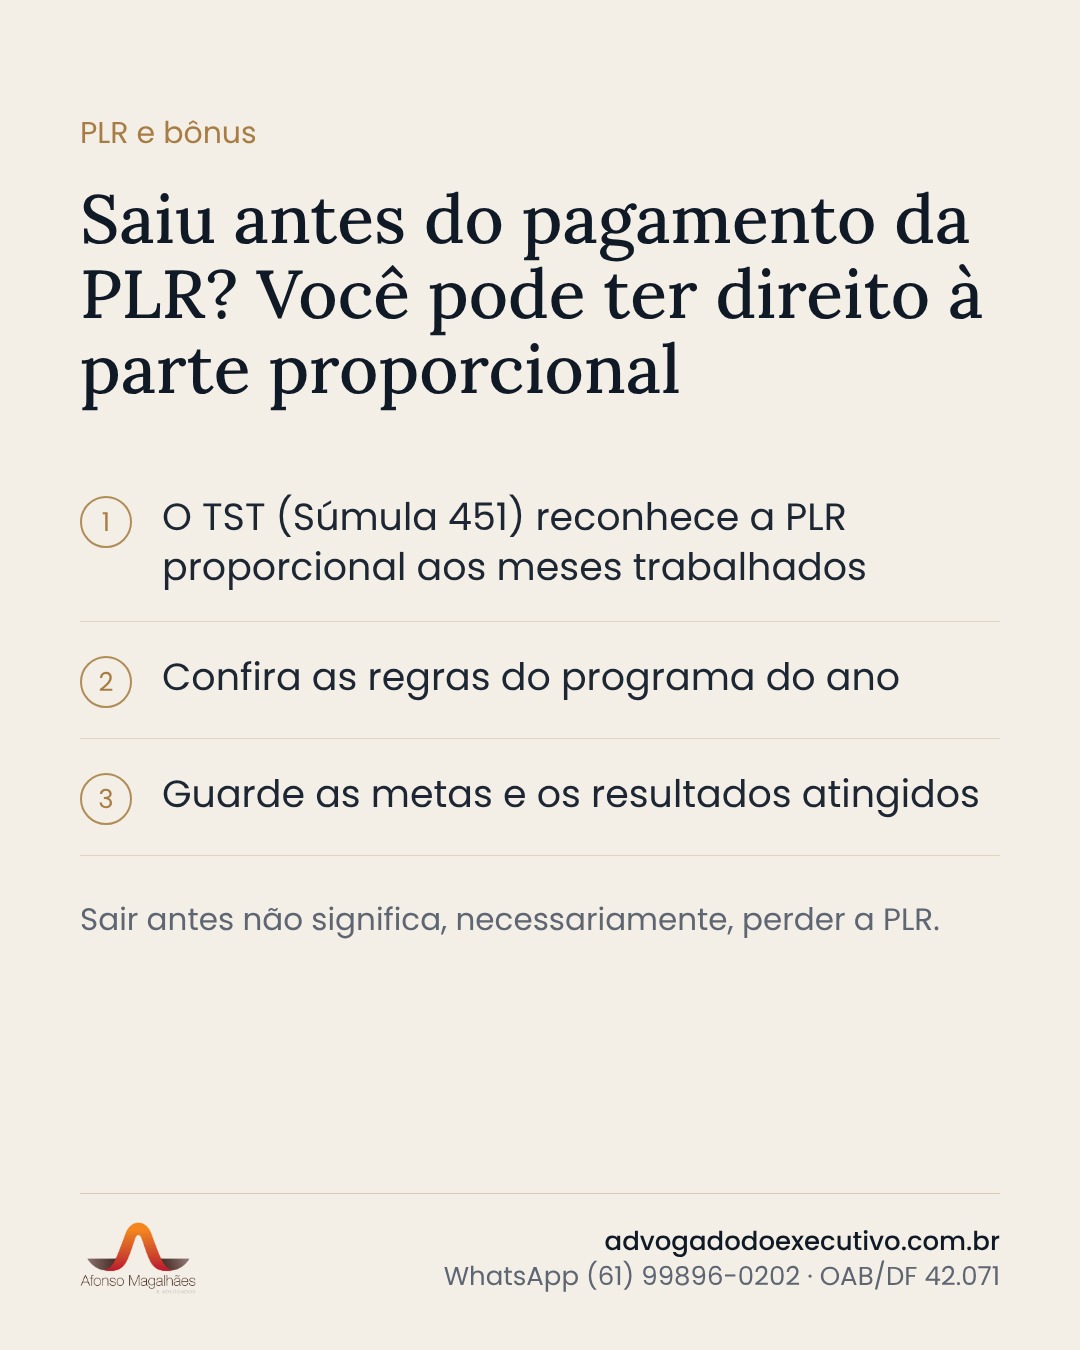 PLR e bônus
Saiu antes do pagamento da
PLR? Você pode ter direito à
parte proporcional
1 O TST (Súmula 451) reconhece a PLR
proporcional aos meses trabalhados
2 Confira as regras do programa do ano
3 Guarde as metas e os resultados atingidos
Sair antes não significa, necessariamente, perder a PLR.
Afonso Magalhães
advogadodoexecutivo.com.br
WhatsApp (61) 99896-0202 · OAB/DF 42.071